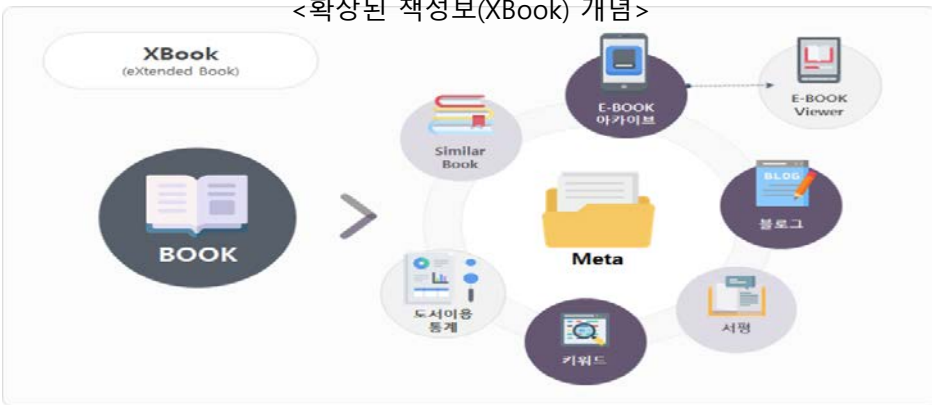 <확장된 책정보(XBook) 개념>
XBook
(eXtended Book)
BOOK
E-BOOK
아카이브
E-BOOK
Viewer
Similar
Book
BLOG
블로그
Meta
서평
키워드
도서이용
통계